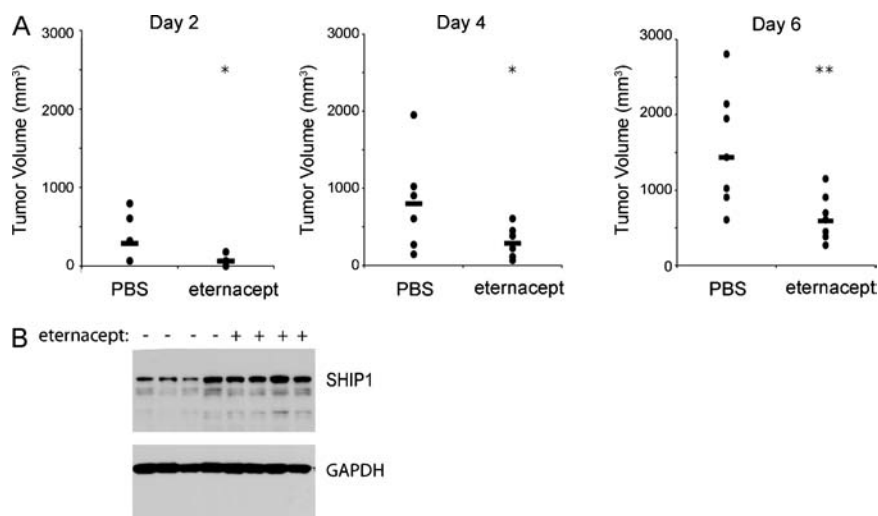 A
Day 2
Day 4
Day 6
Tumor Volume (mm³)
3000
2000
1000
0
*
PBS
eternacept
Tumor Volume (mm³)
3000
2000
1000
0
*
PBS
eternacept
Tumor Volume (mm³)
3000
2000
1000
0
**
PBS
eternacept
B
eternacept: - - - - + + + +
SHIP1
GAPDH